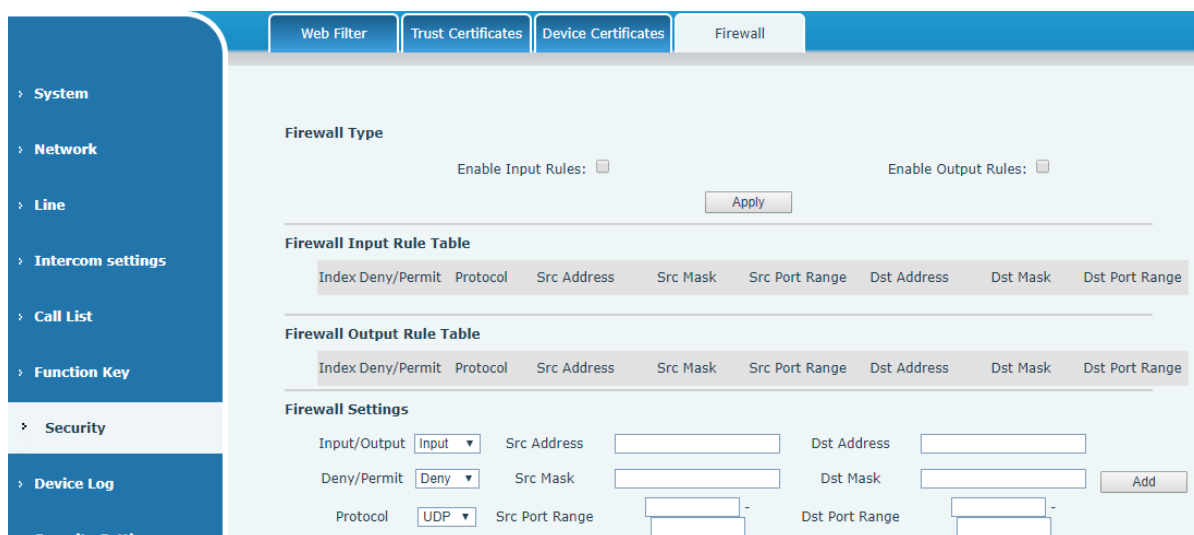 Web Filter Trust Certificates Device Certificates Firewall
› System
› Network
› Line
› Intercom settings
› Call List
› Function Key
› Security
› Device Log
Firewall Type
Enable Input Rules: Enable Output Rules:
Apply
Firewall Input Rule Table
Index Deny/Permit Protocol Src Address Src Mask Src Port Range Dst Address Dst Mask Dst Port Range
Firewall Output Rule Table
Index Deny/Permit Protocol Src Address Src Mask Src Port Range Dst Address Dst Mask Dst Port Range
Firewall Settings
Input/Output Input Src Address Dst Address
Deny/Permit Deny Src Mask Dst Mask Add
Protocol UDP Src Port Range - Dst Port Range -